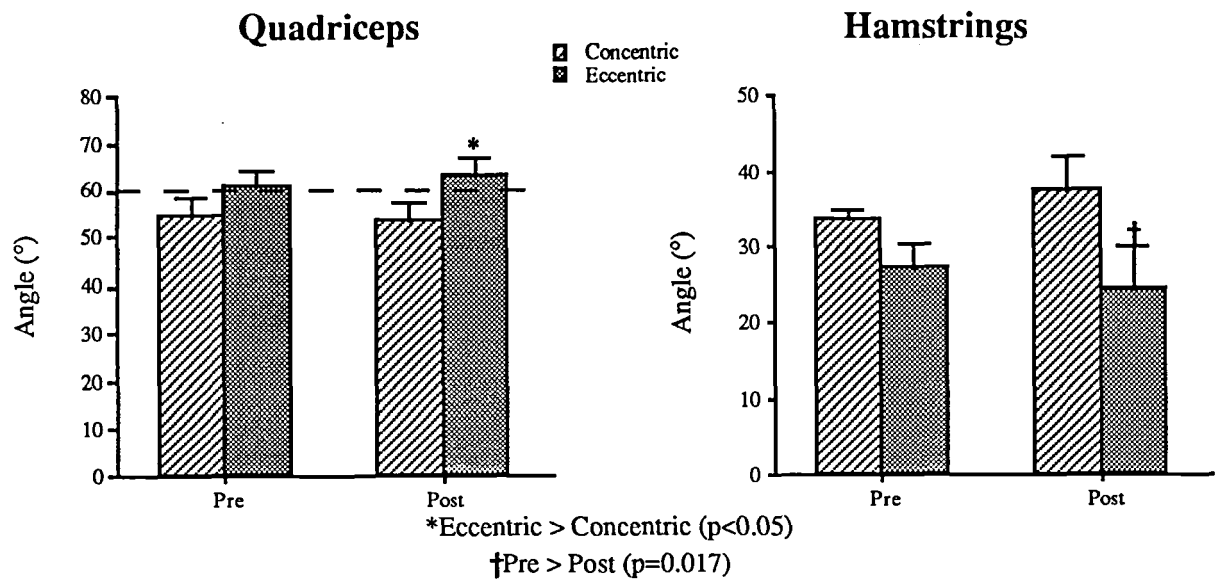 Quadriceps
Hamstrings
Concentric
Eccentric
80
70
60
50
40
30
20
10
0
Angle (°)
*
Pre
Post
50
40
30
20
10
0
Angle (°)
†
Pre
Post
*Eccentric > Concentric (p<0.05)
†Pre > Post (p=0.017)